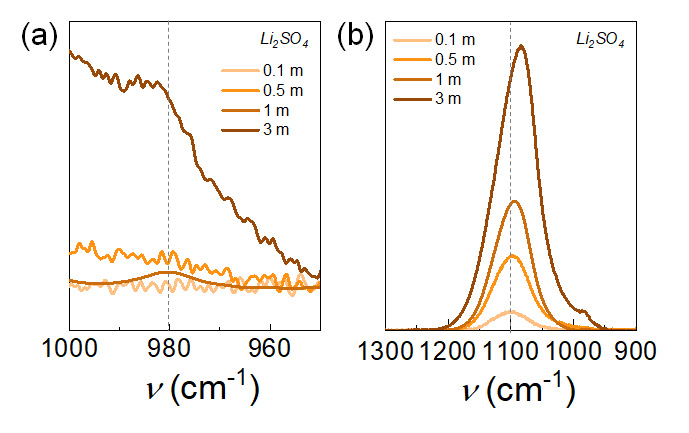 (a)
Li2SO4
0.1 m
0.5 m
1 m
3 m
1000 980 960
ν (cm-1)
(b)
Li2SO4
0.1 m
0.5 m
1 m
3 m
1300 1200 1100 1000 900
ν (cm-1)